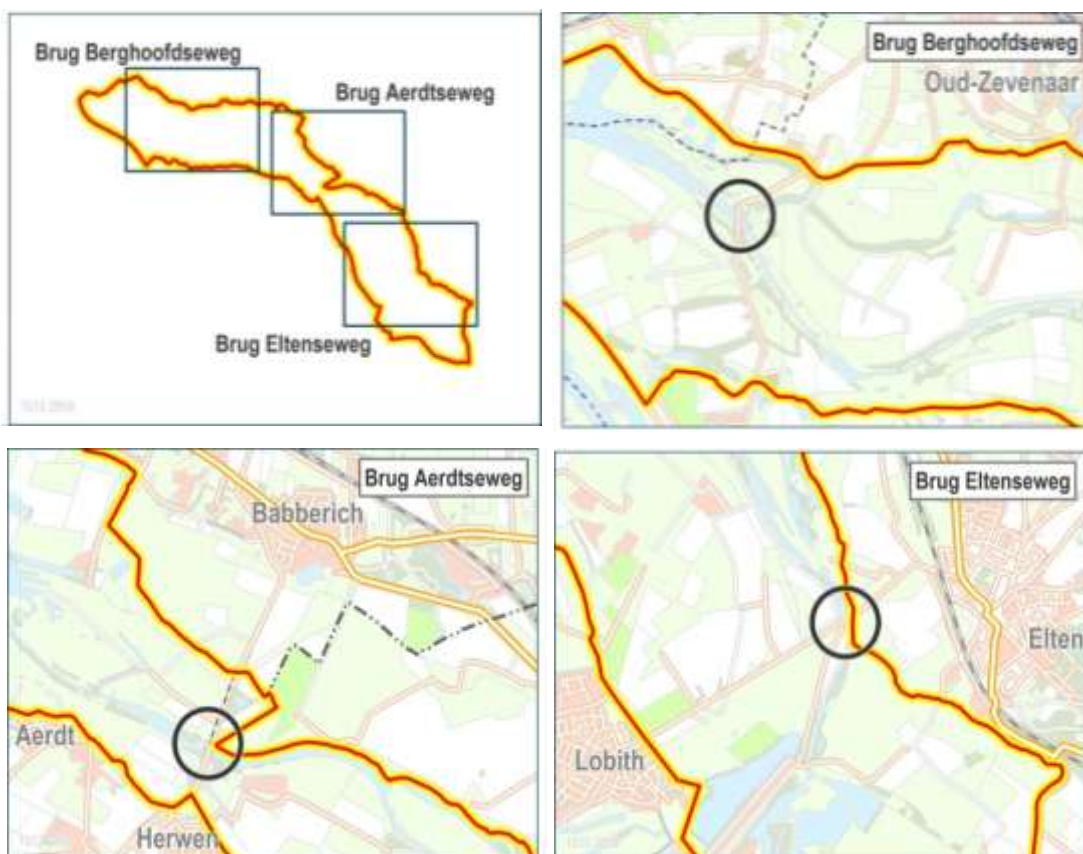 Brug Berghoofdseweg
Brug Aerdtseweg
Brug Eltenseweg
Brug Berghoofdseweg
Oud-Zevenaar
Brug Aerdtseweg
Babberich
Aerdt
Herwen
Brug Eltenseweg
Elten
Lobith